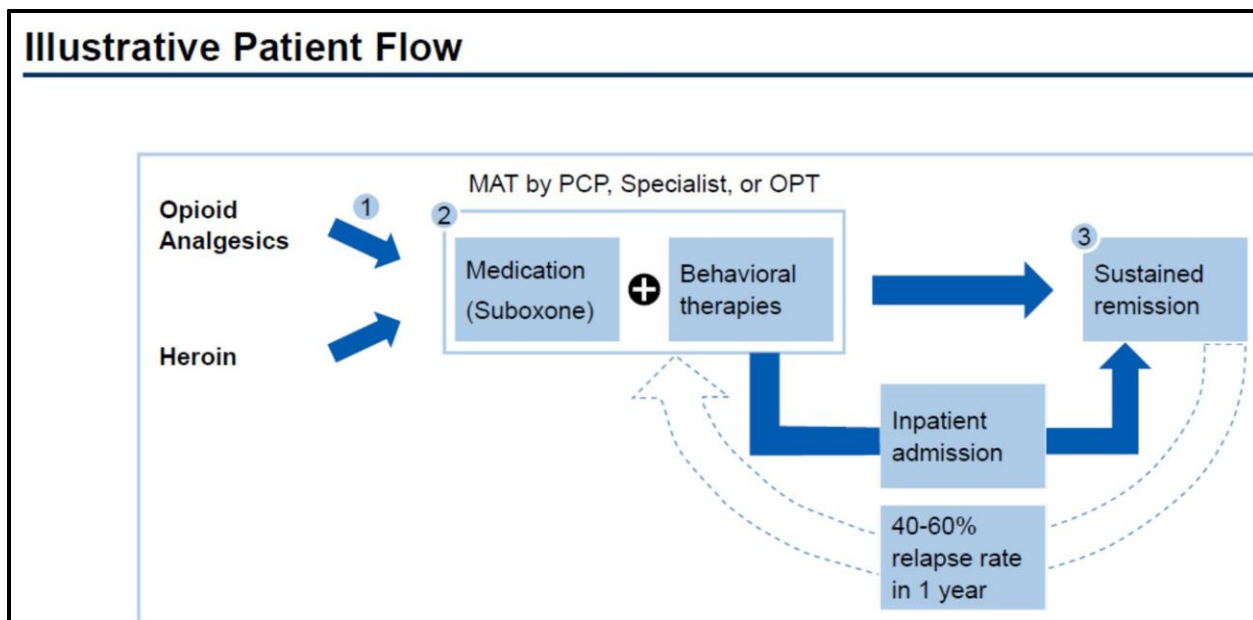 Illustrative Patient Flow
MAT by PCP, Specialist, or OPT
Opioid
Analgesics
1
Heroin
2
Medication
(Suboxone)
Behavioral
therapies
3
Sustained
remission
Inpatient
admission
40-60%
relapse rate
in 1 year